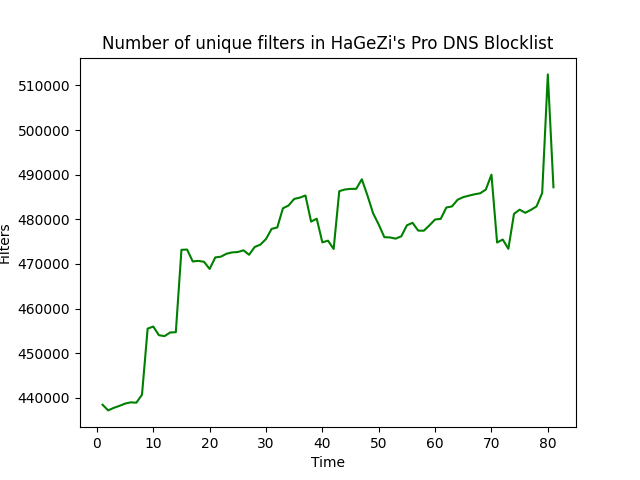 Number of unique filters in HaGeZi's Pro DNS Blocklist
510000
500000
490000
480000
470000
460000
450000
440000
Filters
0 10 20 30 40 50 60 70 80
Time